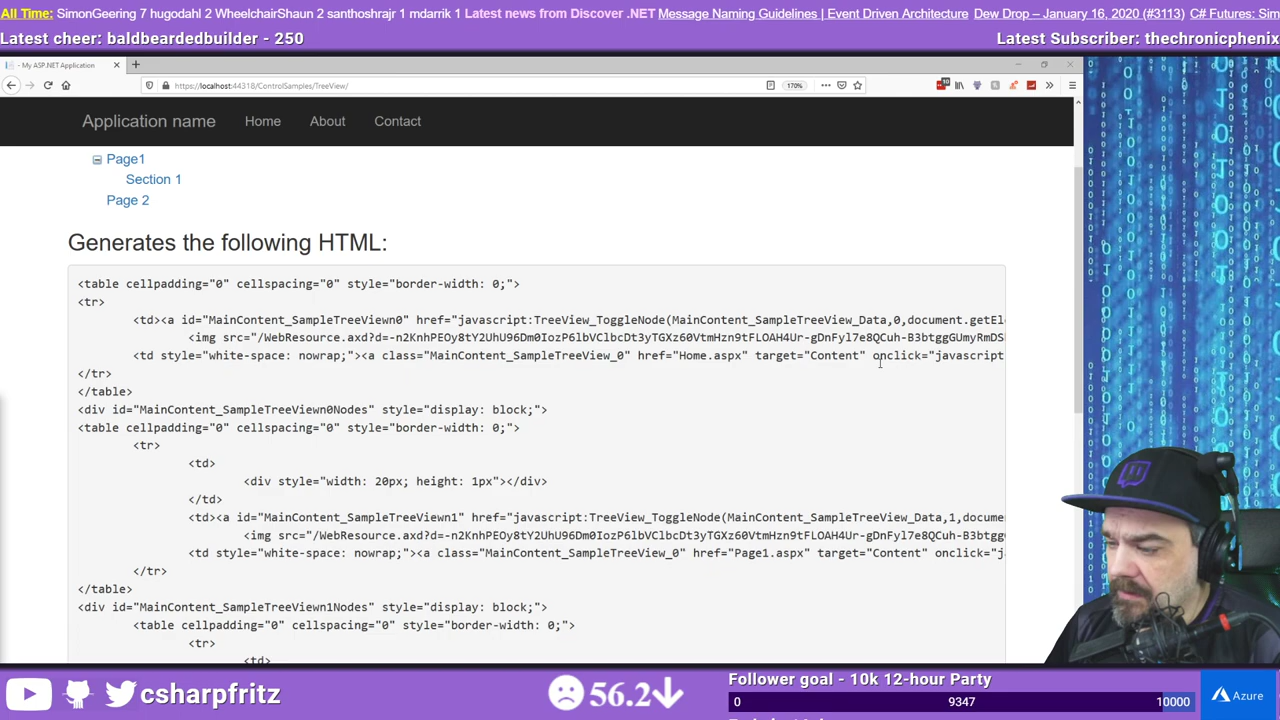 All Time: SimonGeering 7 hugodahl 2 WheelchairShaun 2 santhoshrajr 1 mdarrik 1 Latest news from Discover .NET Message Naming Guidelines | Event Driven Architecture Dew Drop – January 16, 2020 (#3113) C# Futures: Sim
Latest cheer: baldbeardedbuilder - 250
Latest Subscriber: thechronicphenix
- My ASP.NET Application
https://localhost:44318/ControlSamples/TreeView/
170%
10
Application name Home About Contact
Page1
Section 1
Page 2
Generates the following HTML:
<table cellpadding="0" cellspacing="0" style="border-width: 0;">
<tr>
<td><a id="MainContent_SampleTreeViewn0" href="javascript:TreeView_ToggleNode(MainContent_SampleTreeView_Data,0,document.getEl
<img src="/WebResource.axd?
<td style="white-space: nowrap;"><a class="MainContent_SampleTreeView_0" href="Home.aspx" target="Content" onclick="javascript
</tr>
</table>
<div id="MainContent_SampleTreeViewn0Nodes" style="display: block;">
<table cellpadding="0" cellspacing="0" style="border-width: 0;">
<tr>
<td>
<div style="width: 20px; height: 1px"></div>
</td>
<td><a id="MainContent_SampleTreeViewn1" href="javascript:TreeView_ToggleNode(MainContent_SampleTreeView_Data,1,docume
<img src="/WebResource.axd?
<td style="white-space: nowrap;"><a class="MainContent_SampleTreeView_0" href="Page1.aspx" target="Content" onclick="j
</tr>
</table>
<div id="MainContent_SampleTreeViewn1Nodes" style="display: block;">
<table cellpadding="0" cellspacing="0" style="border-width: 0;">
<tr>
<td>
csharpfritz
56.2
Follower goal - 10k 12-hour Party
0 9347 10000
Azure